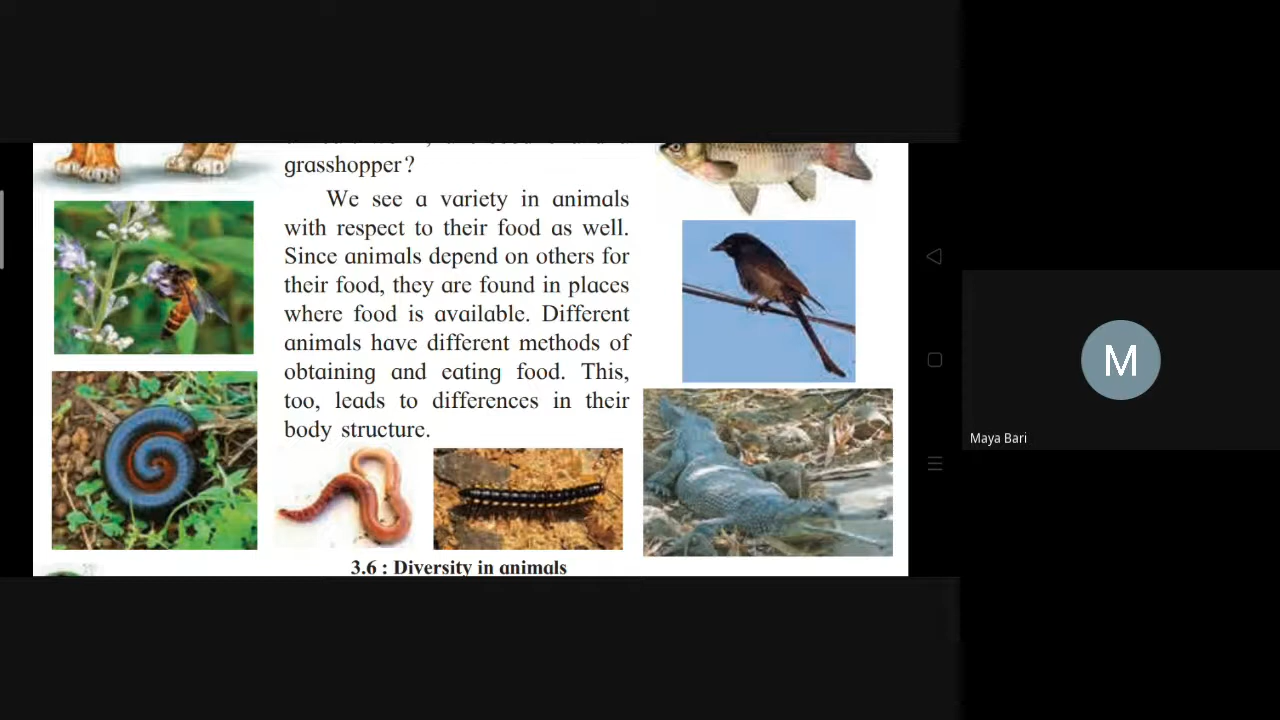 grasshopper?
We see a variety in animals
with respect to their food as well.
Since animals depend on others for
their food, they are found in places
where food is available. Different
animals have different methods of
obtaining and eating food. This,
too, leads to differences in their
body structure.
3.6 : Diversity in animals
M
Maya Bari